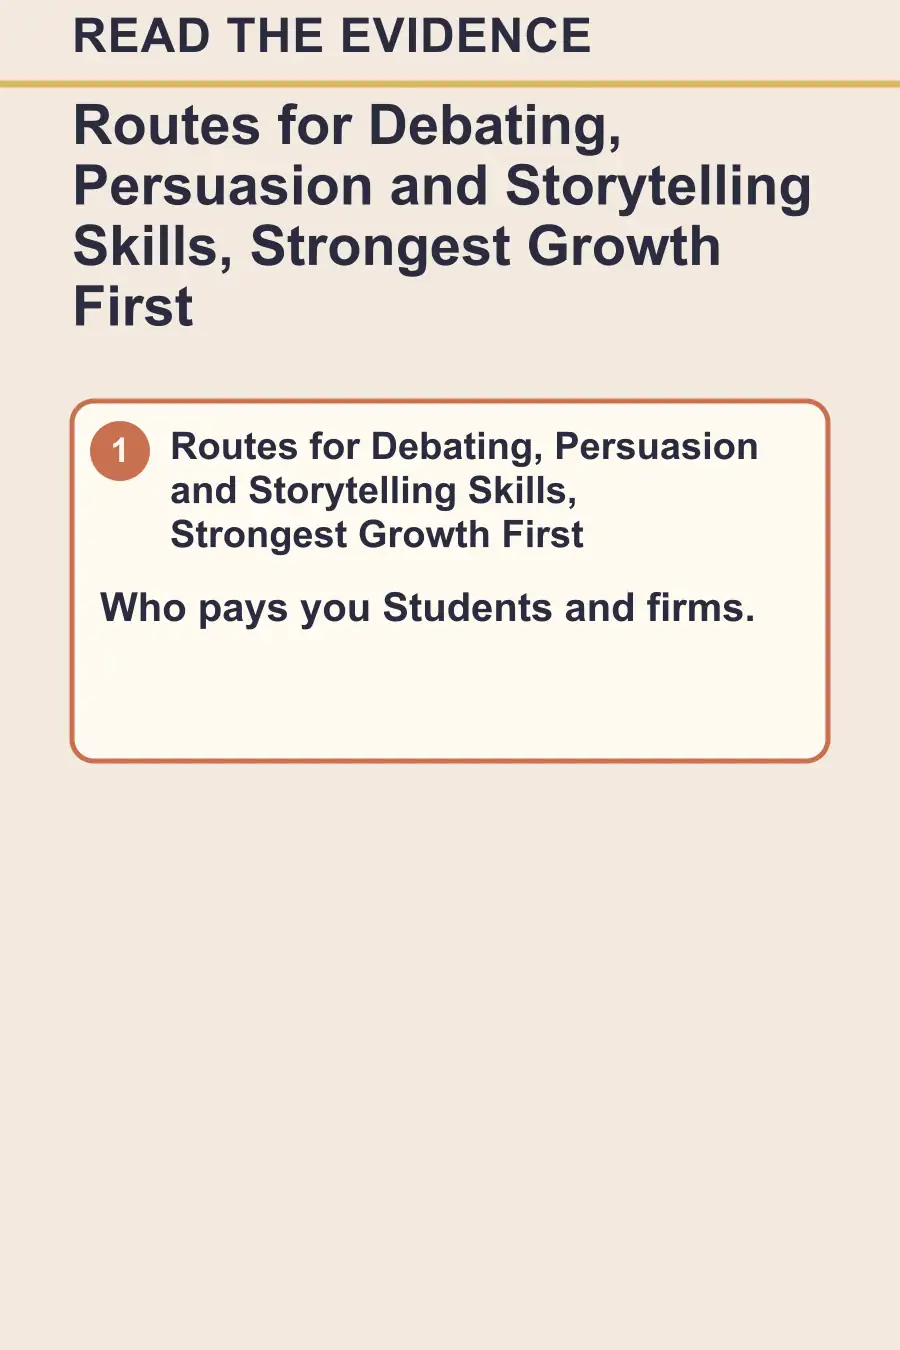 READ THE EVIDENCE
Routes for Debating,
Persuasion and Storytelling
Skills, Strongest Growth
First
1
Routes for Debating, Persuasion
and Storytelling Skills,
Strongest Growth First
Who pays you Students and firms.